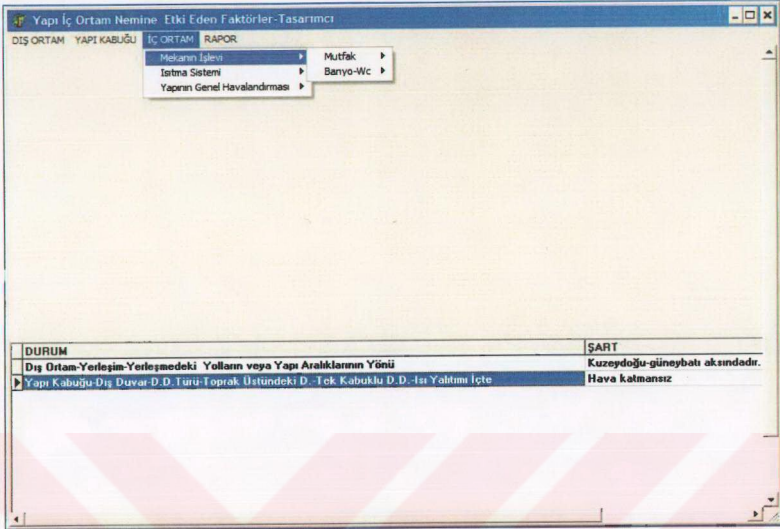 Yapı İç Ortam Nemine Etki Eden Faktörler-Tasarımcı
DIŞ ORTAM YAPI KABUĞU İÇ ORTAM RAPOR
Mekanın İşlevi
Mutfak
Isıtma Sistemi
Banyo-Wc
Yapının Genel Havalandırması
DURUM ŞART
Dış Ortam-Yerleşim-Yerleşmedeki Yolların veya Yapı Aralıklarının Yönü Kuzeydoğu-güneybatı aksındadır.
Yapı Kabuğu-Dış Duvar-D.D.Türü-Toprak Üstündeki D.-Tek Kabuklu D.D.-Isı Yalıtımı İçte Hava katmansız